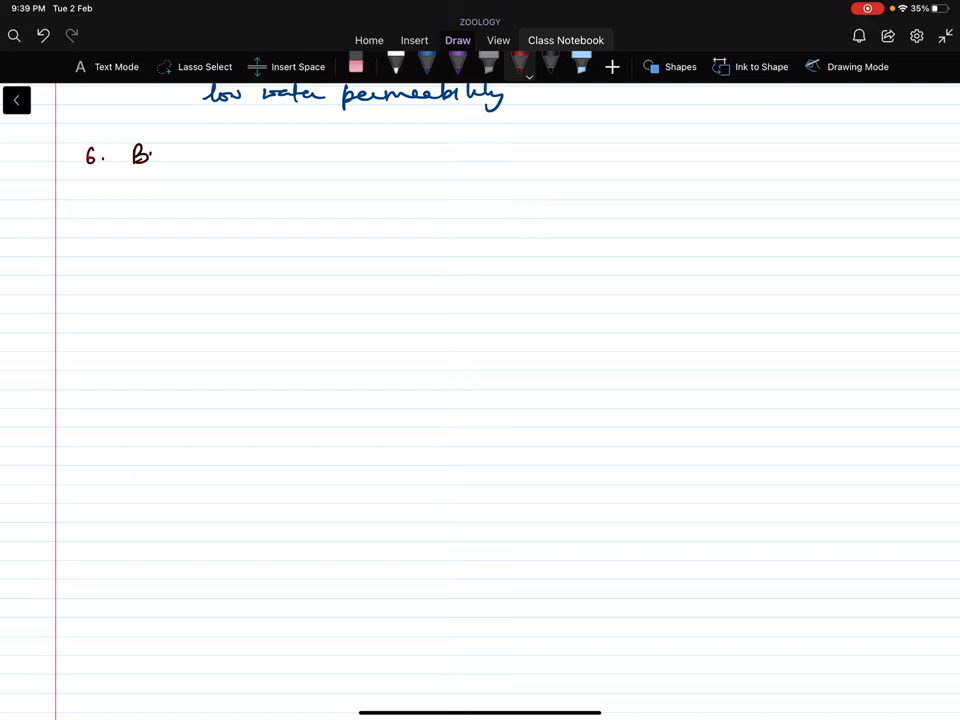 9:39 PM Tue 2 Feb 35%
ZOOLOGY
Home Insert Draw View Class Notebook
A Text Mode Lasso Select Insert Space Shapes Ink to Shape Drawing Mode
low water permeability
6. B.